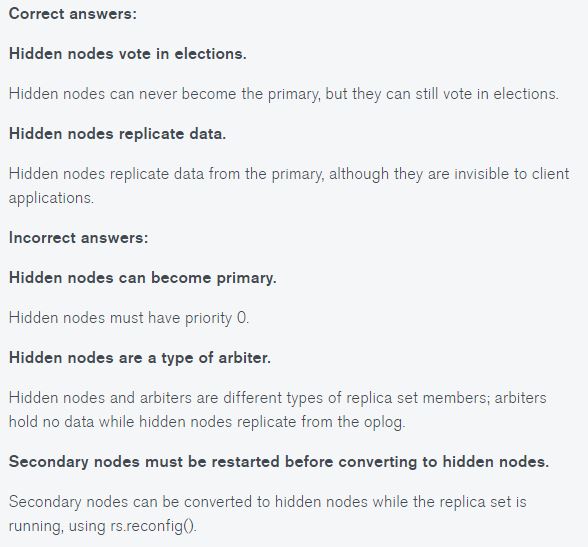 Correct answers:
Hidden nodes vote in elections.
Hidden nodes can never become the primary, but they can still vote in elections.
Hidden nodes replicate data.
Hidden nodes replicate data from the primary, although they are invisible to client
applications.
Incorrect answers:
Hidden nodes can become primary.
Hidden nodes must have priority 0.
Hidden nodes are a type of arbiter.
Hidden nodes and arbiters are different types of replica set members; arbiters
hold no data while hidden nodes replicate from the oplog.
Secondary nodes must be restarted before converting to hidden nodes.
Secondary nodes can be converted to hidden nodes while the replica set is
running, using rs.reconfig().